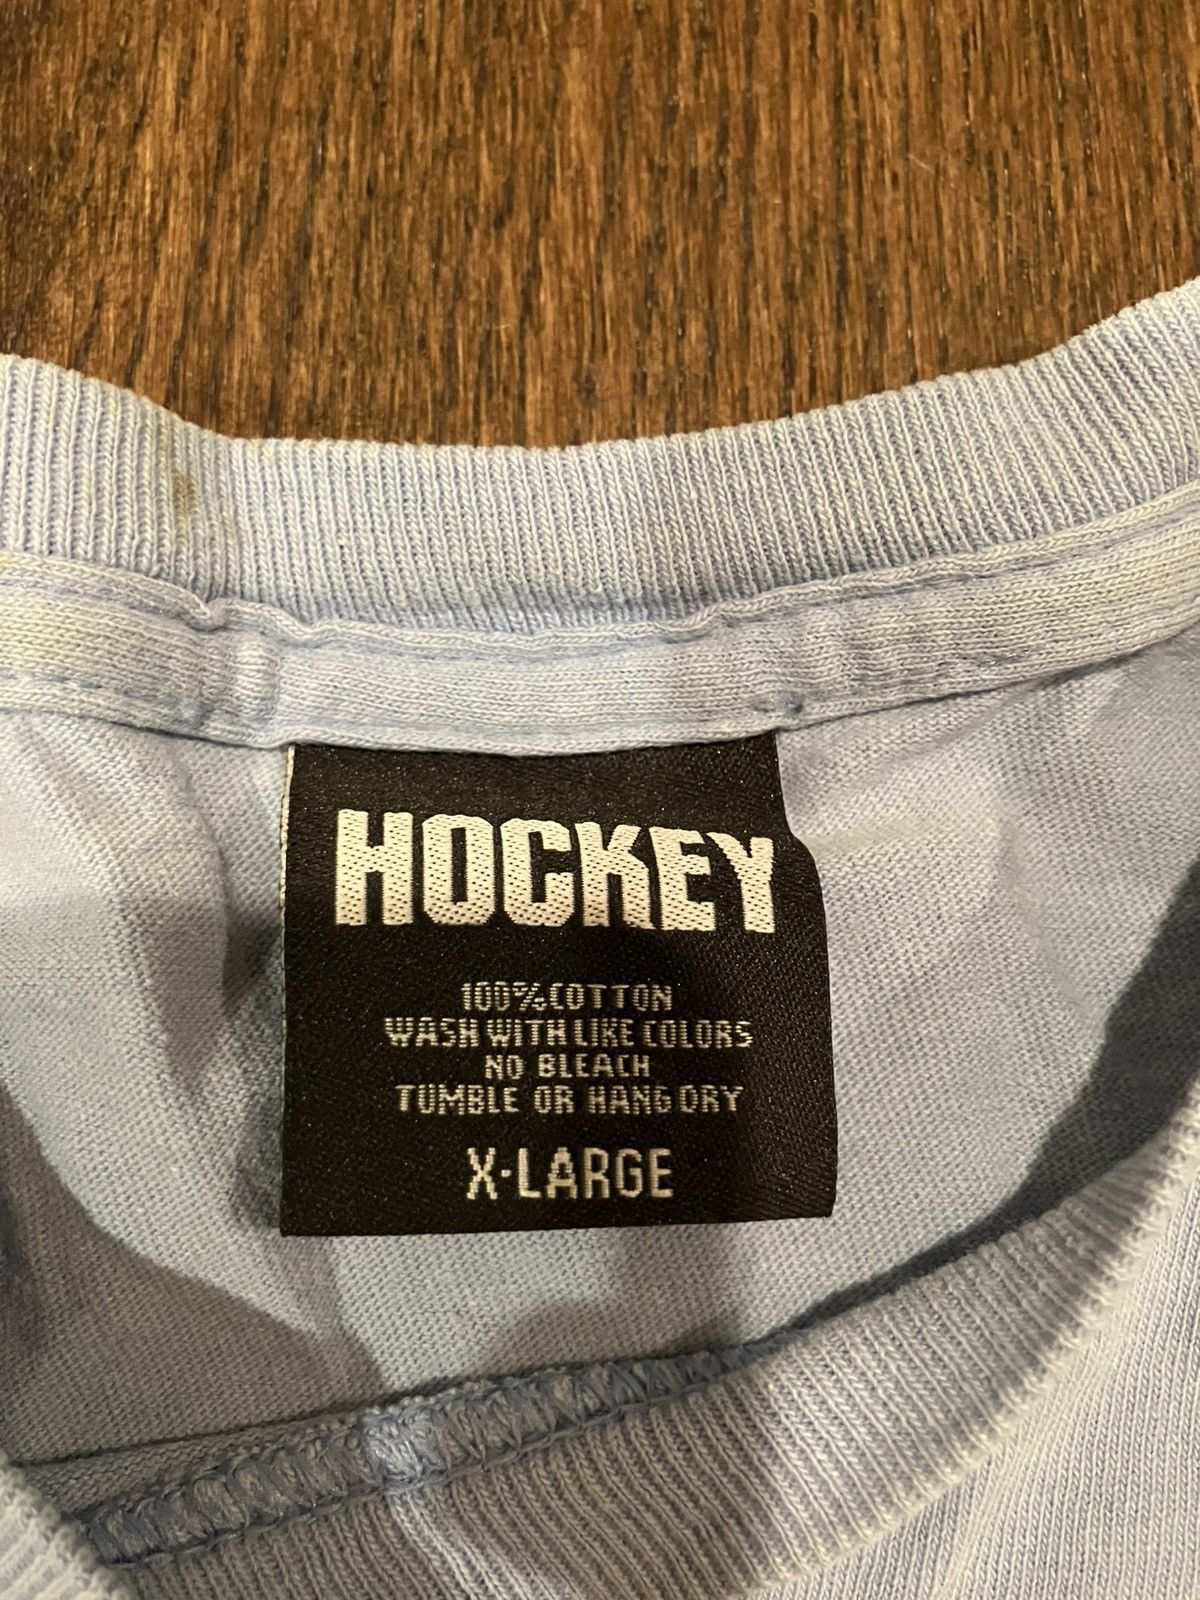 HOCKEY
100% COTTON
WASH WITH LIKE COLORS
NO BLEACH
TUMBLE OR HANG DRY
X-LARGE